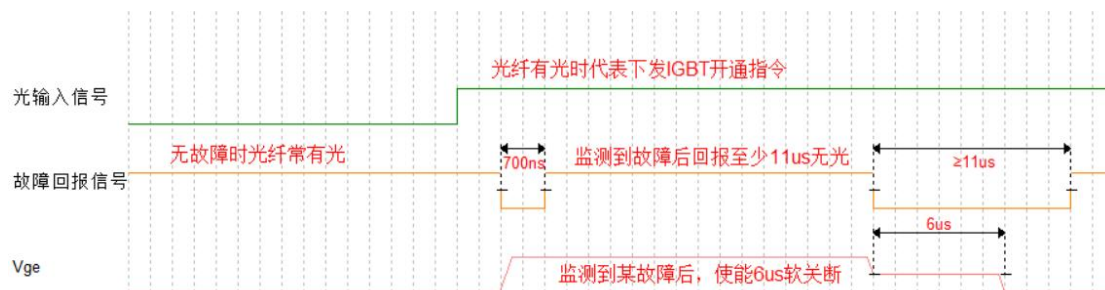 光纤有光时代表下发IGBT开通指令
光输入信号
无故障时光纤常有光
700ns
监测到故障后回报至少11us无光
≥11us
故障回报信号
6us
Vge
监测到某故障后，使能6us软关断